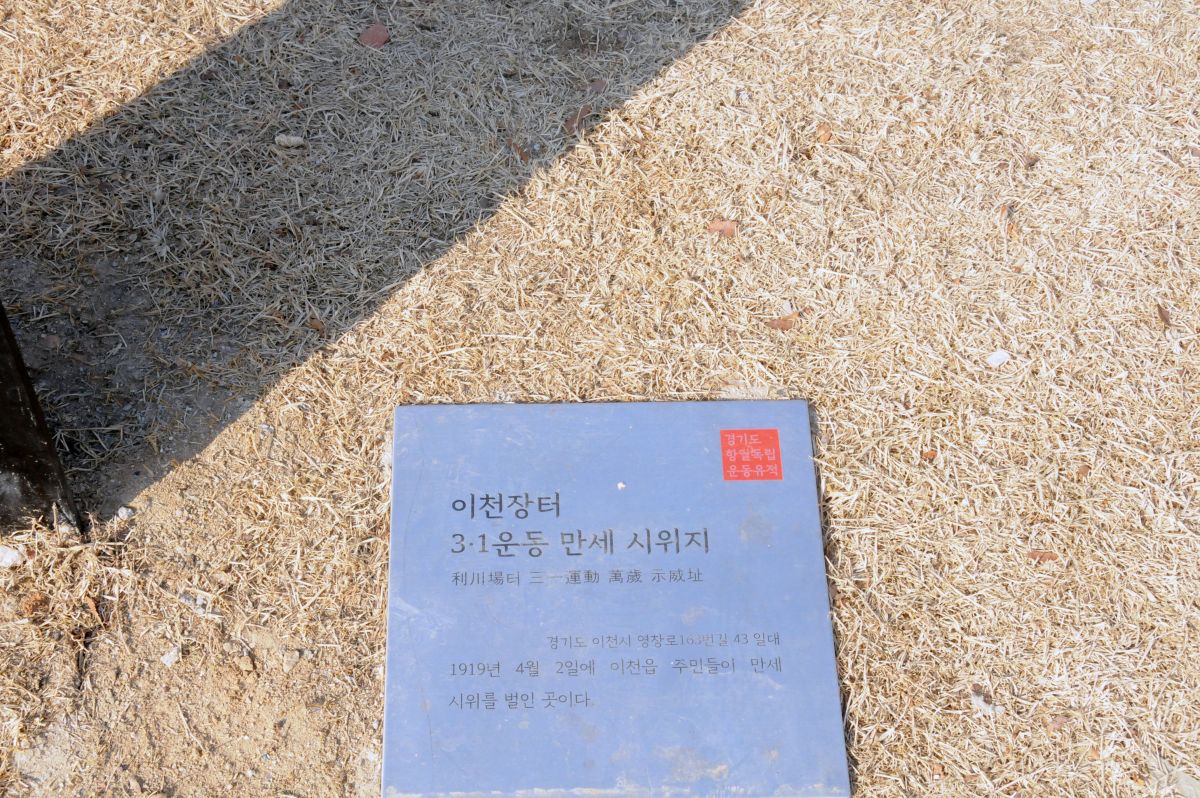 경기도
항일독립
운동유적
이천장터
3·1운동 만세 시위지
利川場터 三一運動 萬歲 示威址
경기도 이천시 영창로163번길 43 일대
1919년 4월 2일에 이천읍 주민들이 만세
시위를 벌인 곳이다.